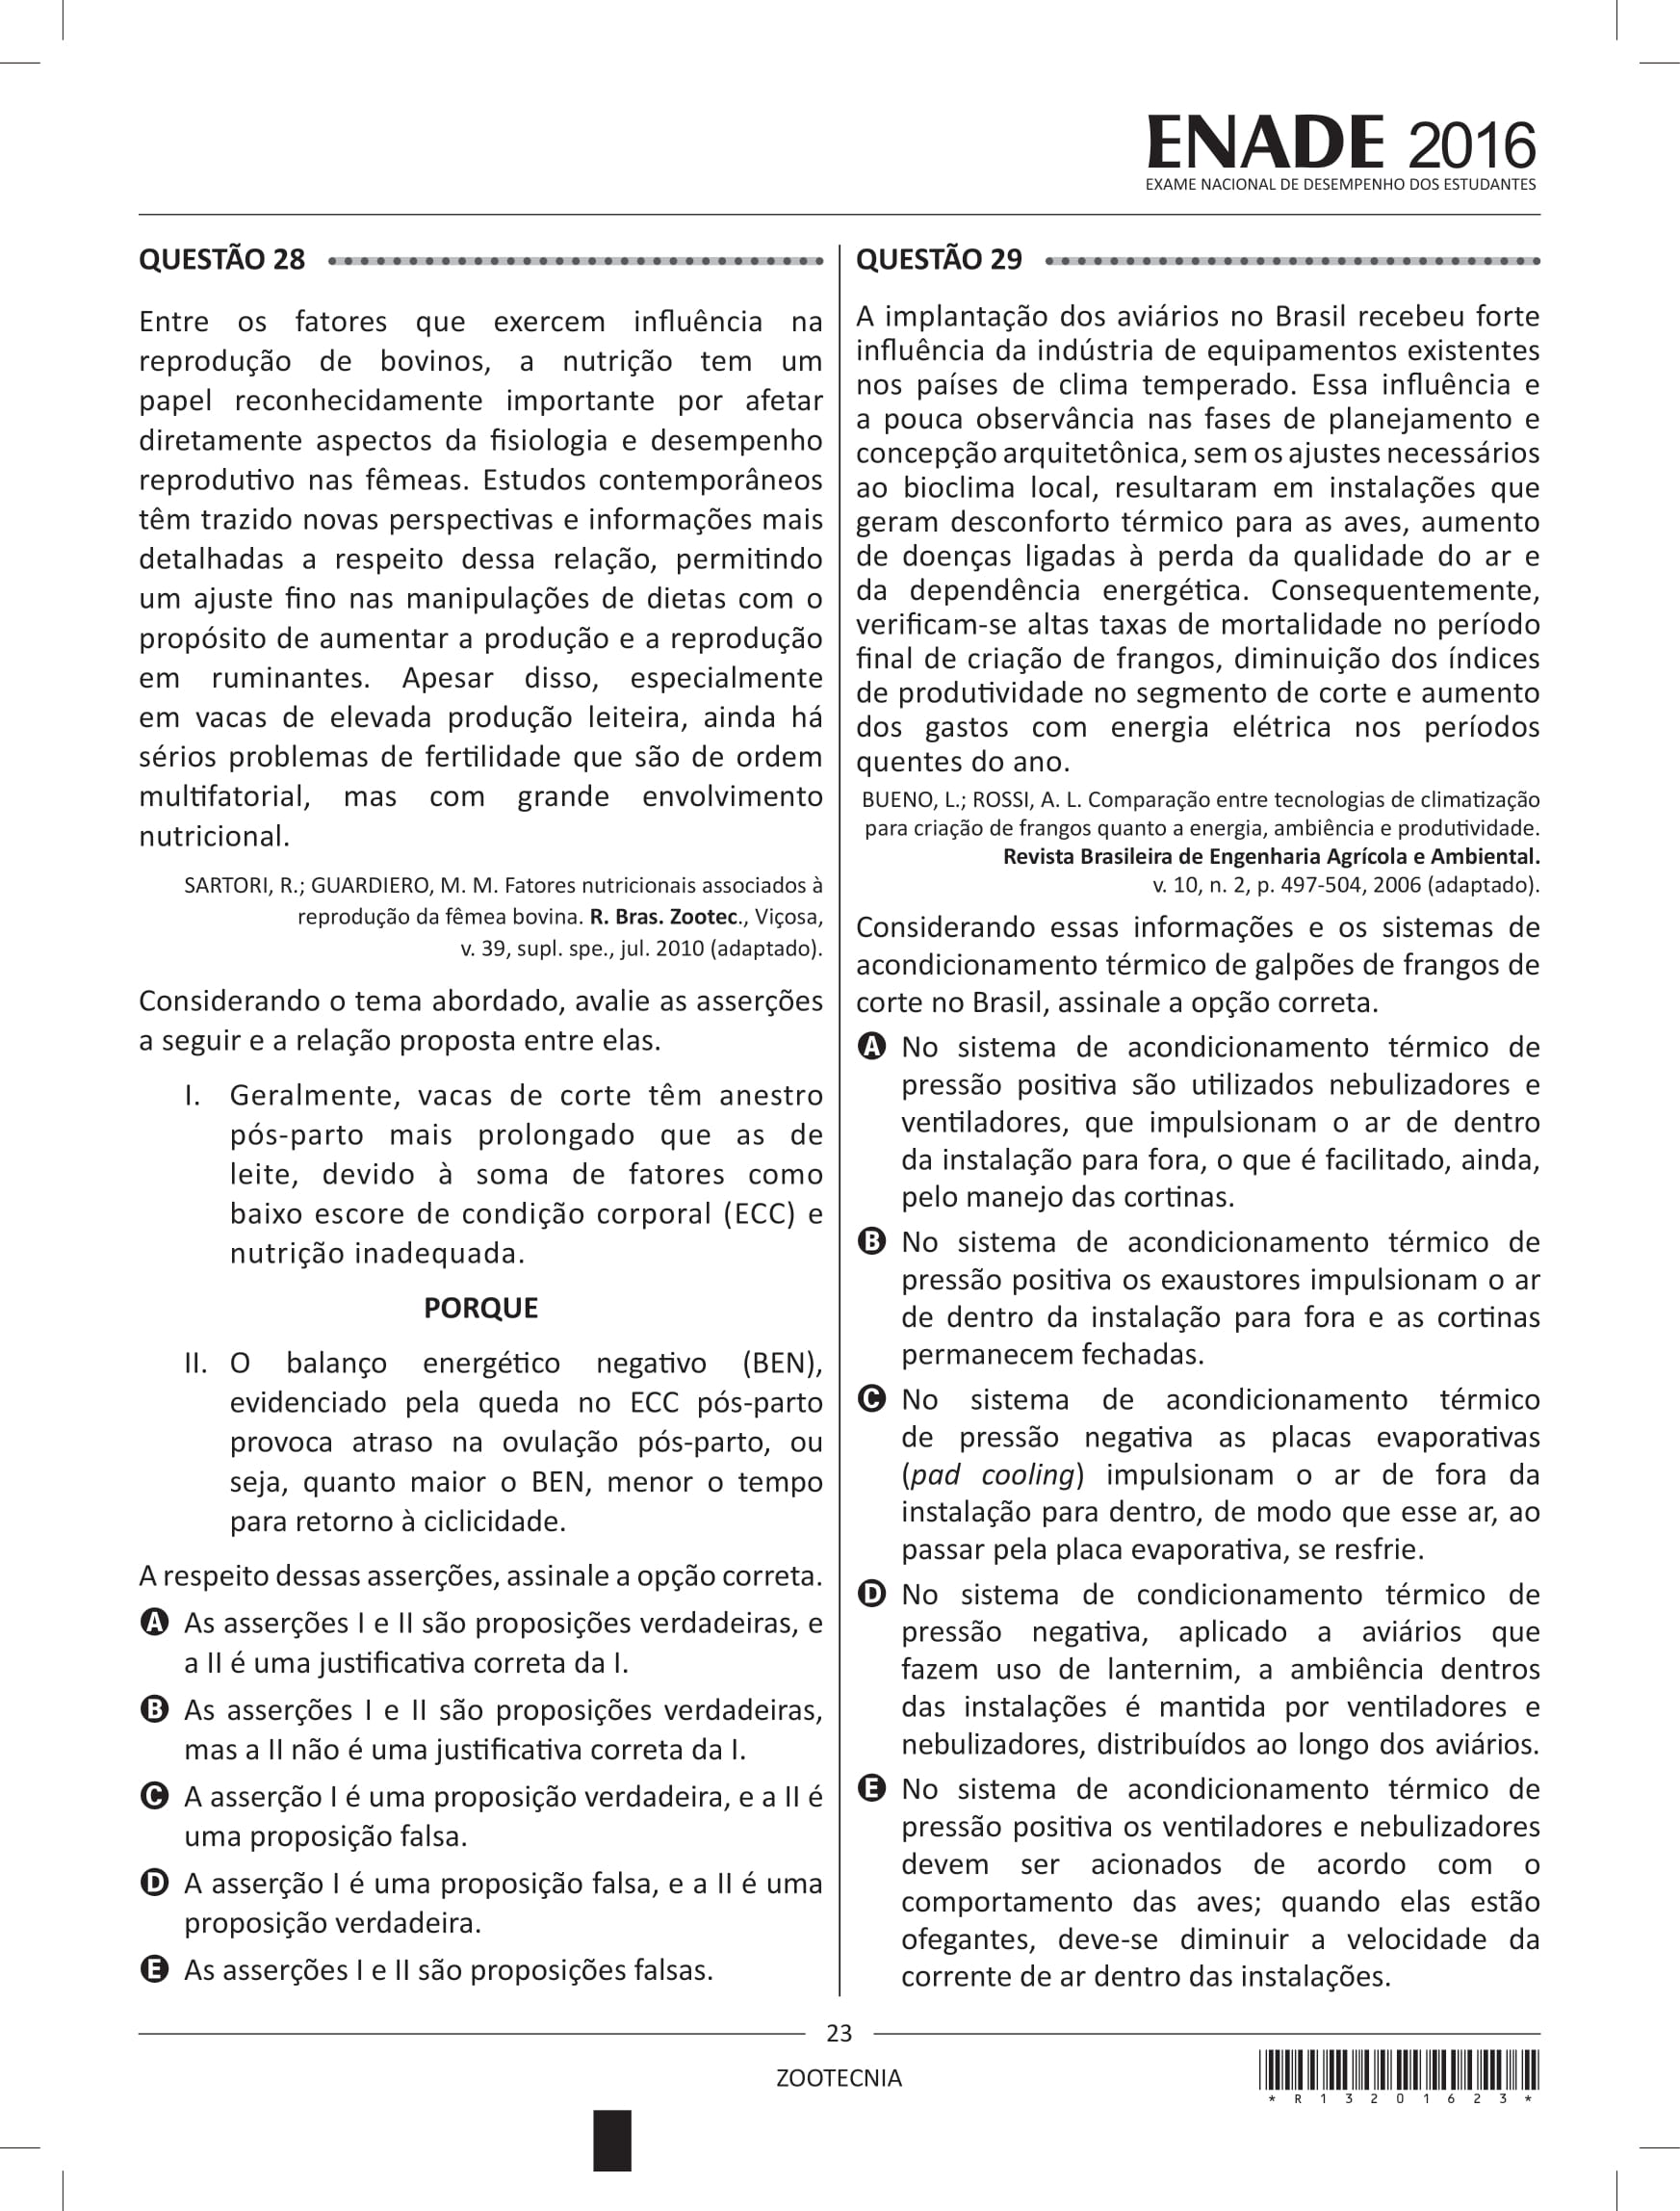 ENADE 2016
EXAME NACIONAL DE DESEMPENHO DOS ESTUDANTES
QUESTÃO 28
Entre os fatores que exercem influência na
reprodução de bovinos, a nutrição tem um
papel reconhecidamente importante por afetar
diretamente aspectos da fisiologia e desempenho
reprodutivo nas fêmeas. Estudos contemporâneos
têm trazido novas perspectivas e informações mais
detalhadas a respeito dessa relação, permitindo
um ajuste fino nas manipulações de dietas com o
propósito de aumentar a produção e a reprodução
em ruminantes. Apesar disso, especialmente
em vacas de elevada produção leiteira, ainda há
sérios problemas de fertilidade que são de ordem
multifatorial, mas com grande envolvimento
nutricional.
SARTORI, R.; GUARDIERO, M. M. Fatores nutricionais associados à
reprodução da fêmea bovina. R. Bras. Zootec., Viçosa,
v. 39, supl. spe., jul. 2010 (adaptado).
Considerando o tema abordado, avalie as asserções
a seguir e a relação proposta entre elas.
I. Geralmente, vacas de corte têm anestro
pós-parto mais prolongado que as de
leite, devido à soma de fatores como
baixo escore de condição corporal (ECC) e
nutrição inadequada.
PORQUE
II. O balanço energético negativo (BEN),
evidenciado pela queda no ECC pós-parto
provoca atraso na ovulação pós-parto, ou
seja, quanto maior o BEN, menor o tempo
para retorno à ciclicidade.
A respeito dessas asserções, assinale a opção correta.
A As asserções I e II são proposições verdadeiras, e
a II é uma justificativa correta da I.
B As asserções I e II são proposições verdadeiras,
mas a II não é uma justificativa correta da I.
C A asserção I é uma proposição verdadeira, e a II é
uma proposição falsa.
D A asserção I é uma proposição falsa, e a II é uma
proposição verdadeira.
E As asserções I e II são proposições falsas.
QUESTÃO 29
A implantação dos aviários no Brasil recebeu forte
influência da indústria de equipamentos existentes
nos países de clima temperado. Essa influência e
a pouca observância nas fases de planejamento e
concepção arquitetônica, sem os ajustes necessários
ao bioclima local, resultaram em instalações que
geram desconforto térmico para as aves, aumento
de doenças ligadas à perda da qualidade do ar e
da dependência energética. Consequentemente,
verificam-se altas taxas de mortalidade no período
final de criação de frangos, diminuição dos índices
de produtividade no segmento de corte e aumento
dos gastos com energia elétrica nos períodos
quentes do ano.
BUENO, L.; ROSSI, A. L. Comparação entre tecnologias de climatização
para criação de frangos quanto a energia, ambiência e produtividade.
Revista Brasileira de Engenharia Agrícola e Ambiental.
v. 10, n. 2, p. 497-504, 2006 (adaptado).
Considerando essas informações e os sistemas de
acondicionamento térmico de galpões de frangos de
corte no Brasil, assinale a opção correta.
A No sistema de acondicionamento térmico de
pressão positiva são utilizados nebulizadores e
ventiladores, que impulsionam o ar de dentro
da instalação para fora, o que é facilitado, ainda,
pelo manejo das cortinas.
B No sistema de acondicionamento térmico de
pressão positiva os exaustores impulsionam o ar
de dentro da instalação para fora e as cortinas
permanecem fechadas.
C No sistema de acondicionamento térmico
de pressão negativa as placas evaporativas
(pad cooling) impulsionam o ar de fora da
instalação para dentro, de modo que esse ar, ao
passar pela placa evaporativa, se resfrie.
D No sistema de condicionamento térmico de
pressão negativa, aplicado a aviários que
fazem uso de lanternim, a ambiência dentros
das instalações é mantida por ventiladores e
nebulizadores, distribuídos ao longo dos aviários.
E No sistema de acondicionamento térmico de
pressão positiva os ventiladores e nebulizadores
devem ser acionados de acordo com o
comportamento das aves; quando elas estão
ofegantes, deve-se diminuir a velocidade da
corrente de ar dentro das instalações.
23
ZOOTECNIA
* R 1 3 2 0 1 6 2 3 *